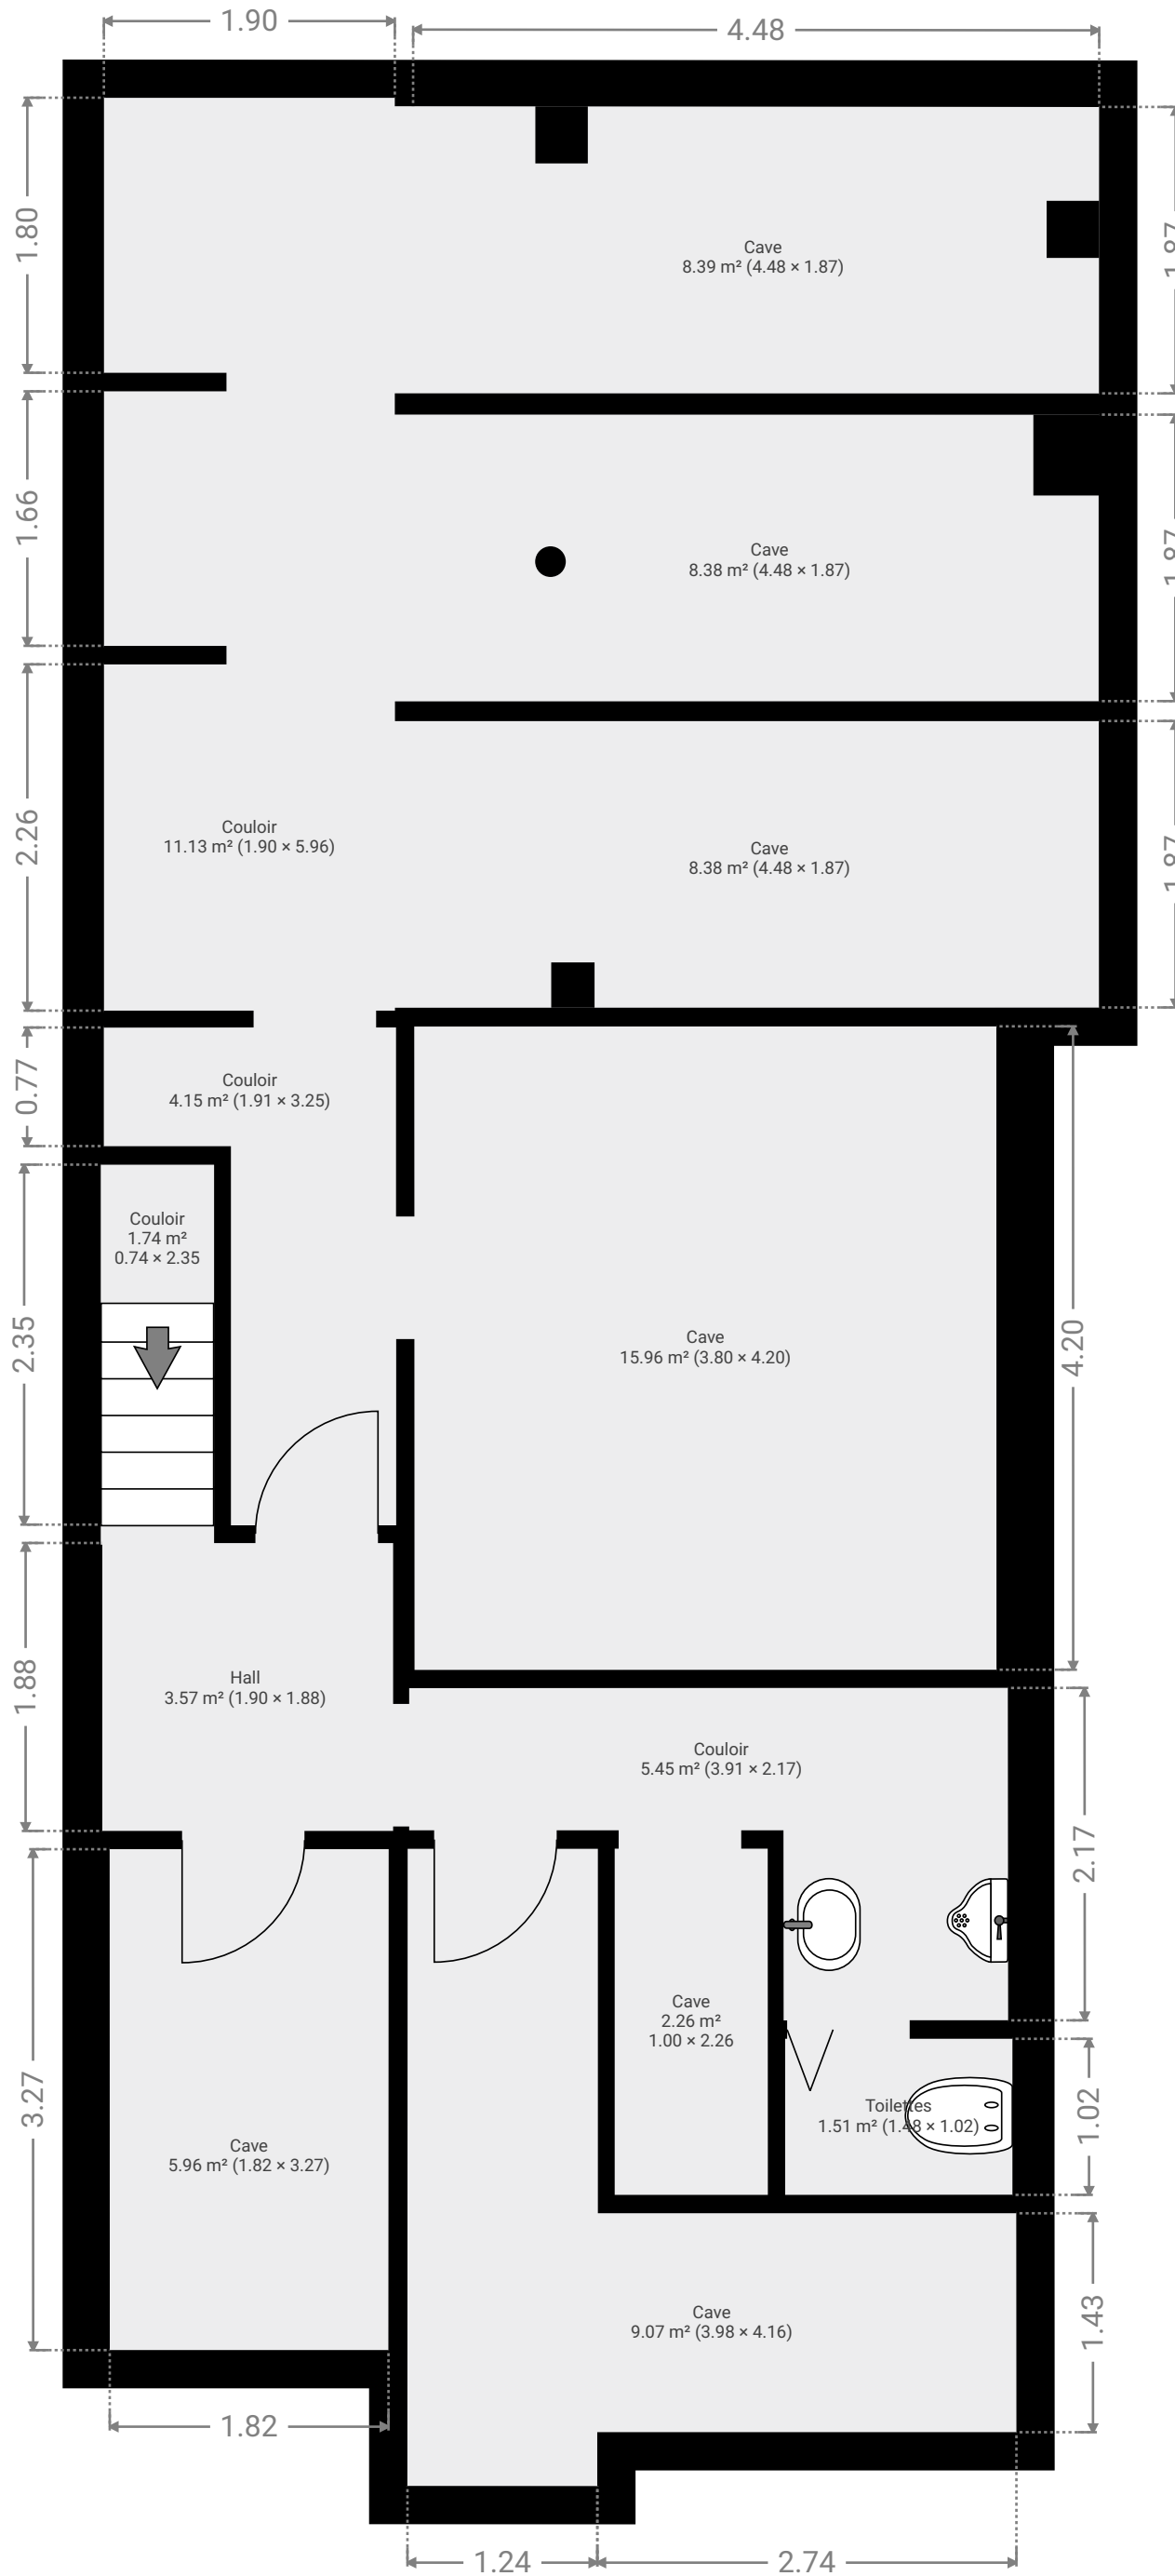 1.90
4.48
1.80
1.87
Cave
8.39 m² (4.48 × 1.87)
1.66
1.87
Cave
8.38 m² (4.48 × 1.87)
2.26
Couloir
11.13 m² (1.90 × 5.96)
Cave
8.38 m² (4.48 × 1.87)
1.87
0.77
Couloir
4.15 m² (1.91 × 3.25)
Couloir
1.74 m²
0.74 × 2.35
2.35
Cave
15.96 m² (3.80 × 4.20)
4.20
1.88
Hall
3.57 m² (1.90 × 1.88)
Couloir
5.45 m² (3.91 × 2.17)
2.17
Cave
2.26 m²
1.00 × 2.26
3.27
Toilettes
1.51 m² (1.48 × 1.02)
1.02
Cave
5.96 m² (1.82 × 3.27)
Cave
9.07 m² (3.98 × 4.16)
1.43
1.82
1.24
2.74